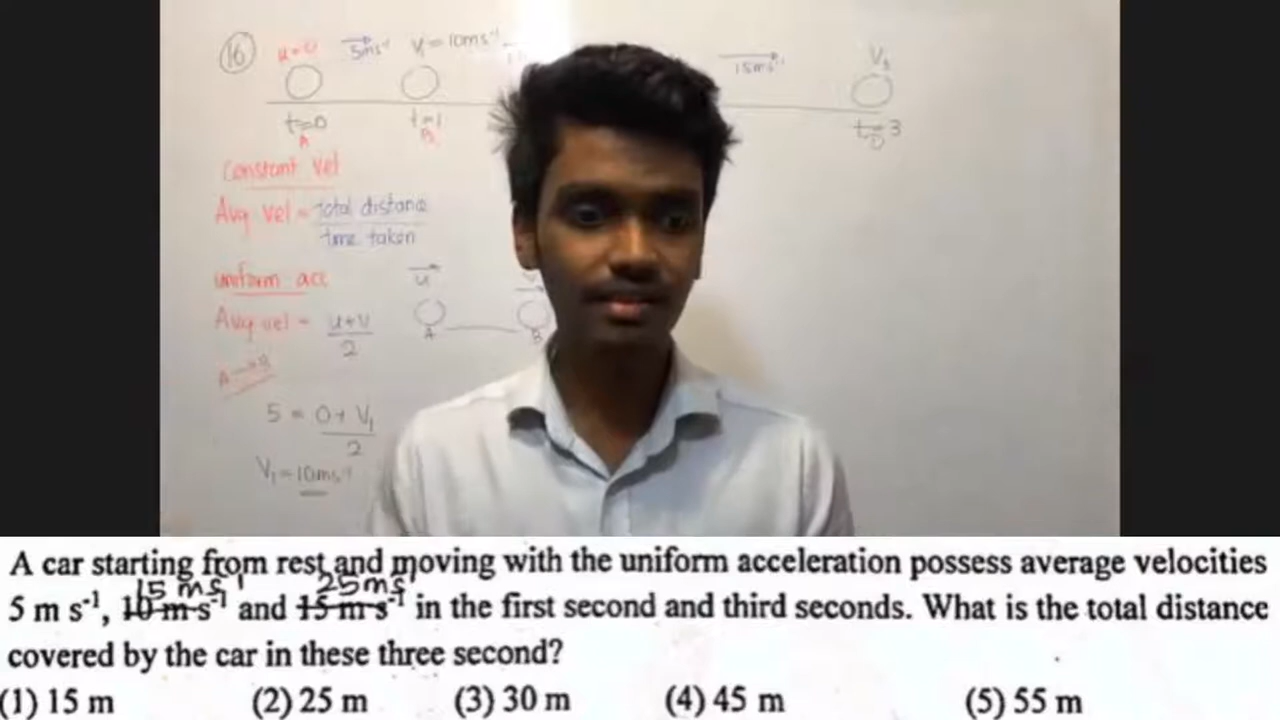 16 u=0 5ms⁻¹ V₁=10ms⁻¹ 15ms⁻¹ V₃
t=0 t=1 t=3
A B D
Constant vel
Avg vel = total distance
time taken
uniform acc u
Avg vel = u+v
2
A B
A→B
5 = 0+V₁
2
V₁=10ms⁻¹
15 ms⁻¹ 25ms⁻¹
A car starting from rest and moving with the uniform acceleration possess average velocities
5 m s⁻¹, 10 m s⁻¹ and 15 m s⁻¹ in the first second and third seconds. What is the total distance
covered by the car in these three second?
(1) 15 m (2) 25 m (3) 30 m (4) 45 m (5) 55 m